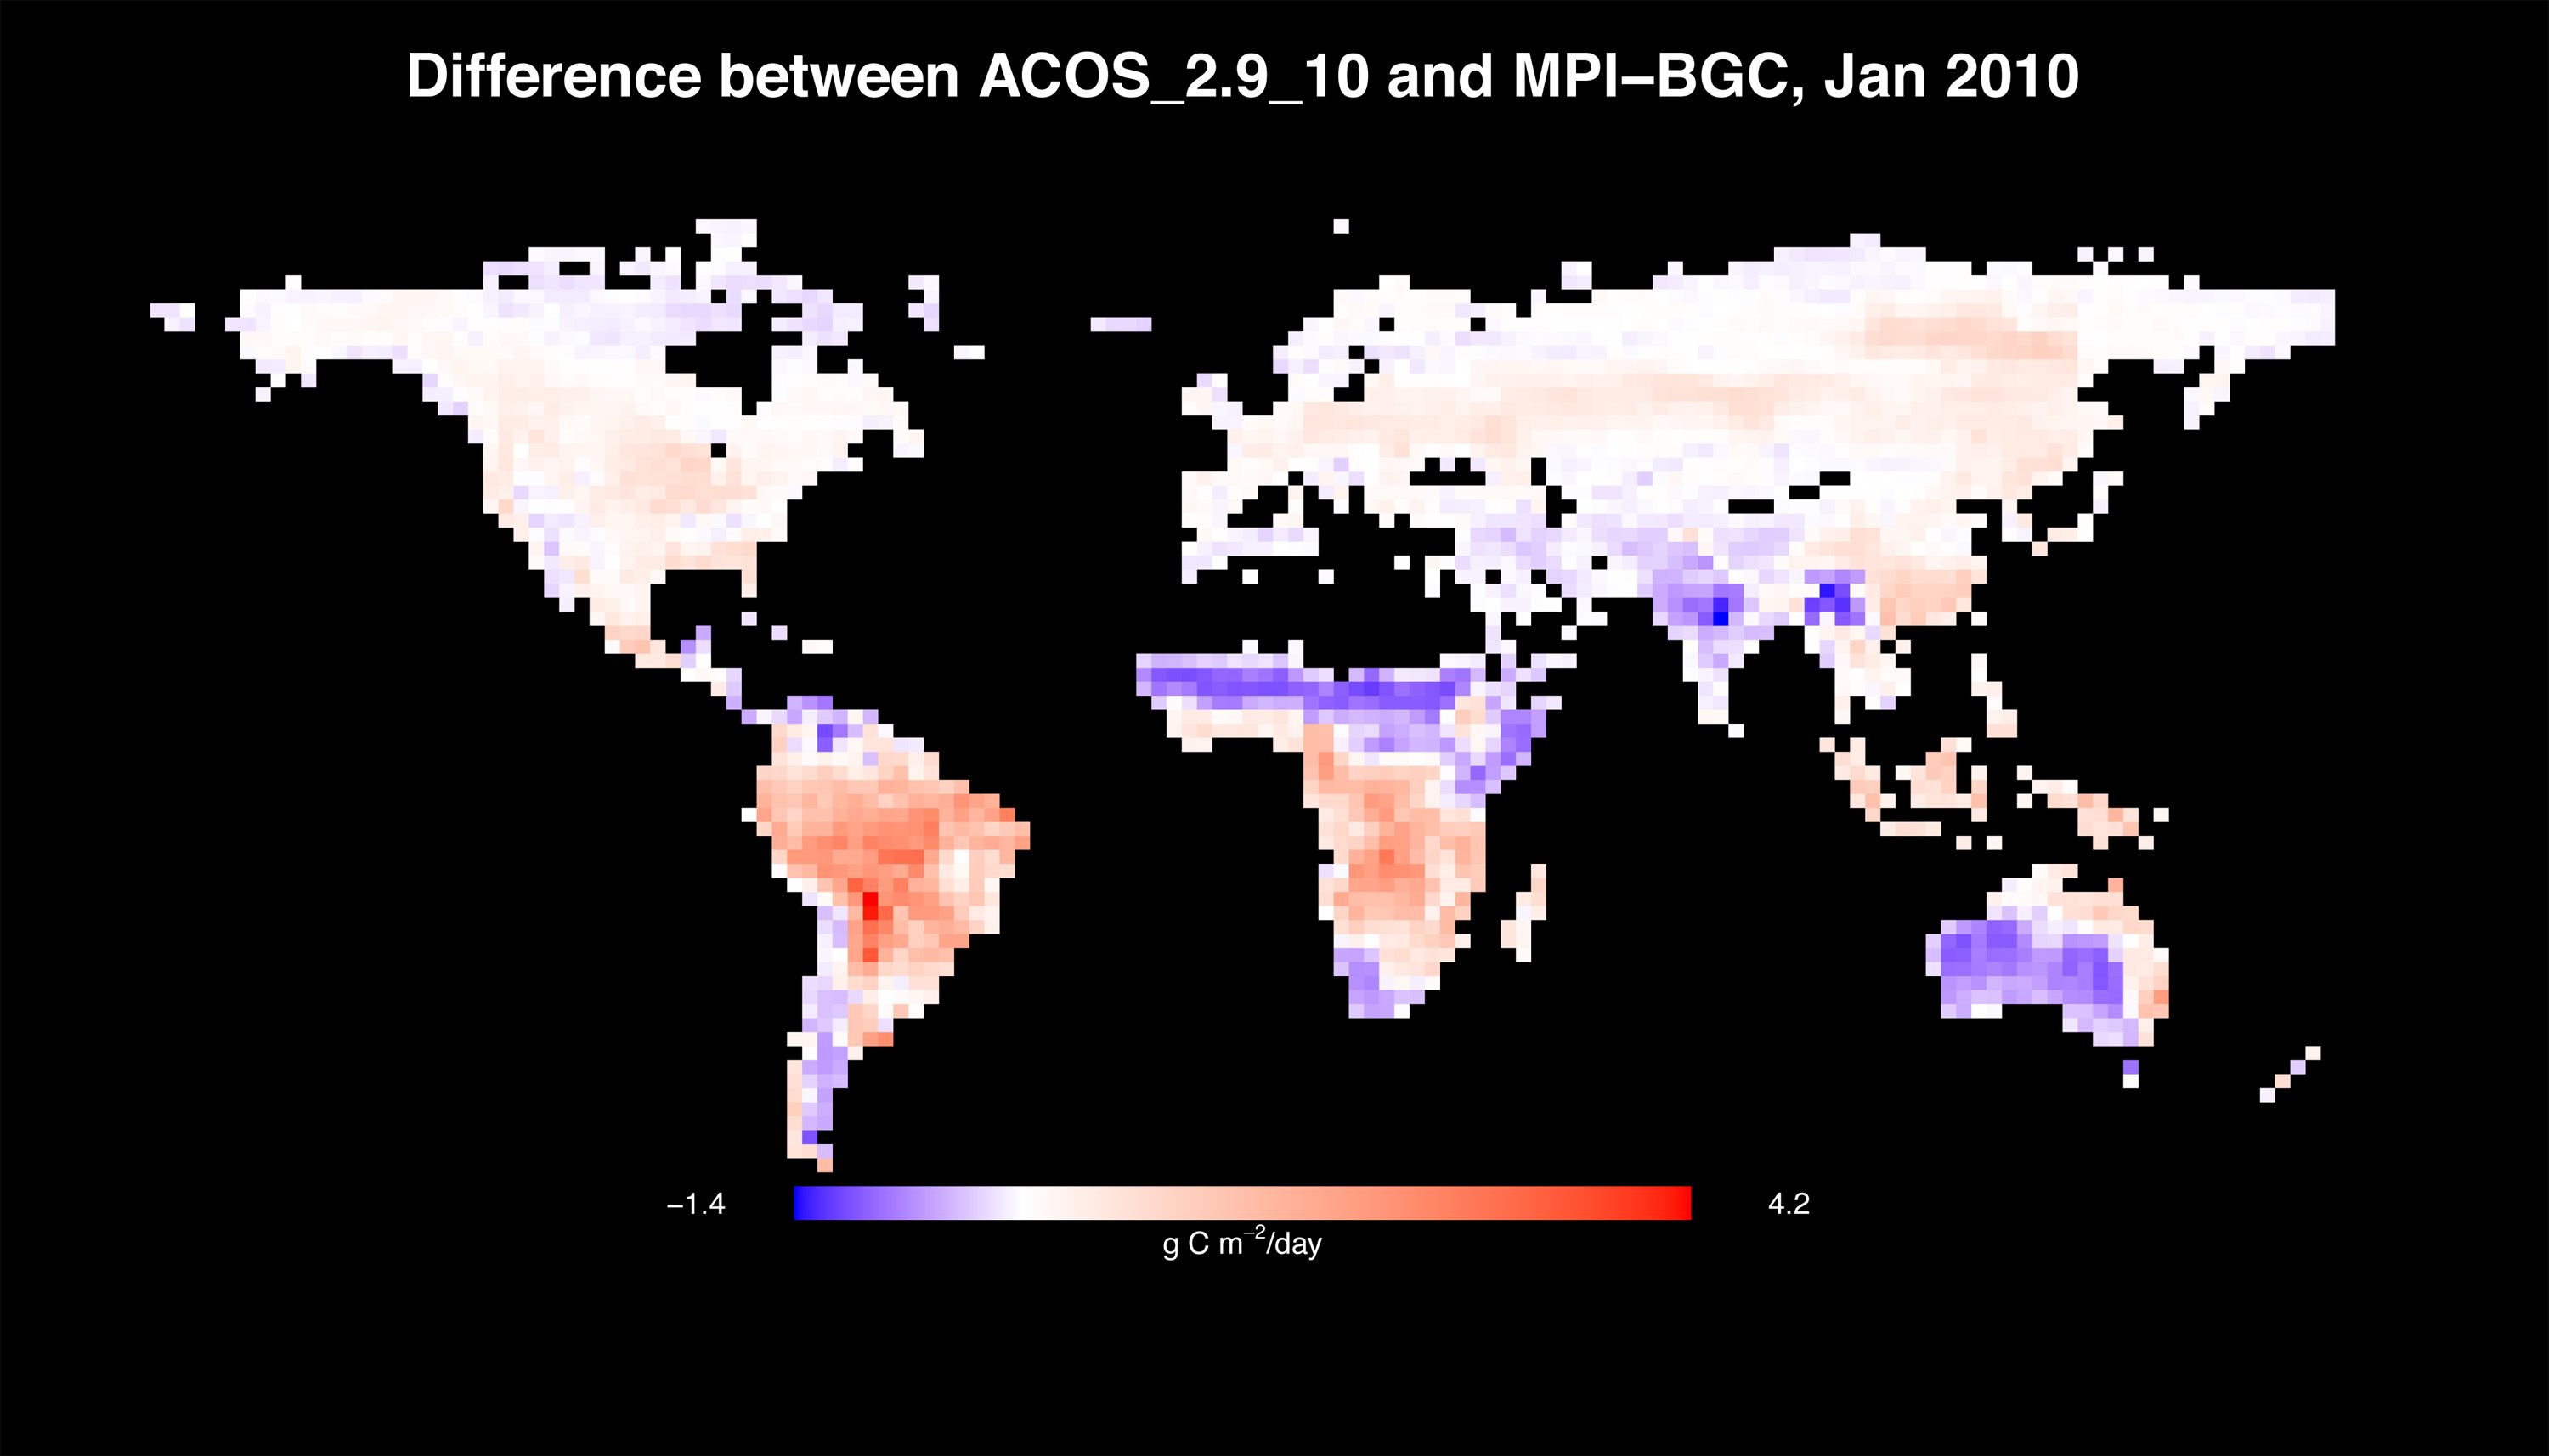 Difference between ACOS_2.9_10 and MPI−BGC, Jan 2010
−1.4
4.2
g C m⁻²/day